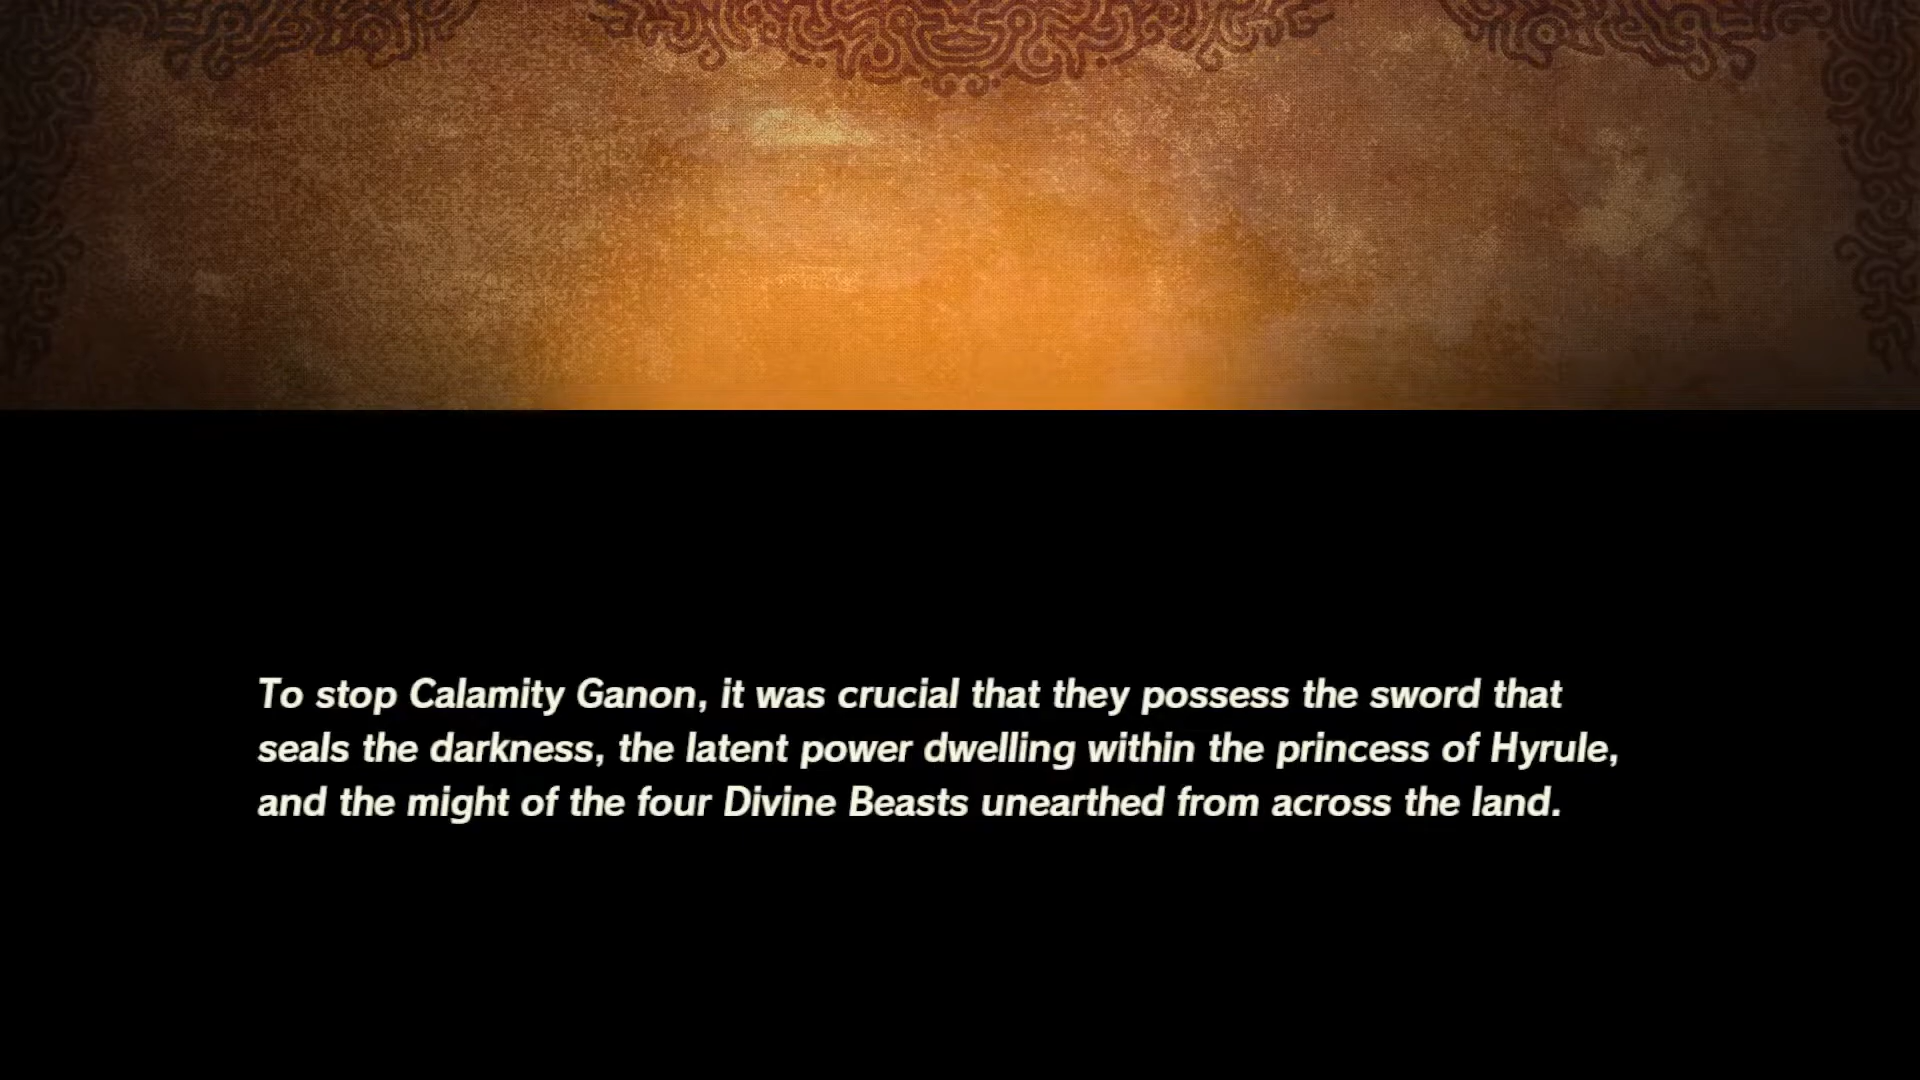 To stop Calamity Ganon, it was crucial that they possess the sword that
seals the darkness, the latent power dwelling within the princess of Hyrule,
and the might of the four Divine Beasts unearthed from across the land.